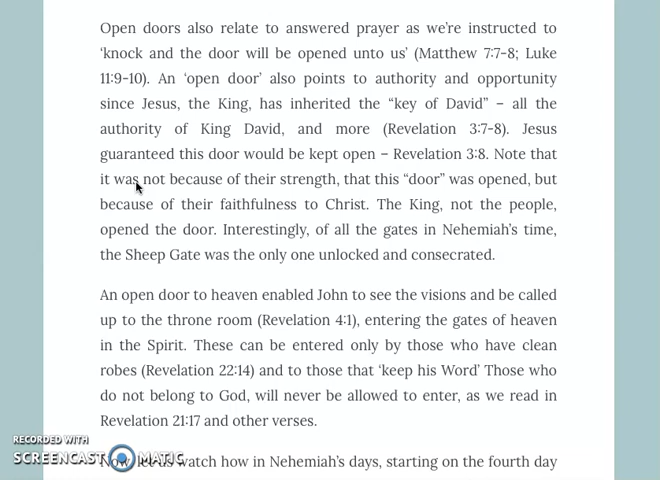 Open doors also relate to answered prayer as we’re instructed to
‘knock and the door will be opened unto us’ (Matthew 7:7-8; Luke
11:9-10). An ‘open door’ also points to authority and opportunity
since Jesus, the King, has inherited the “key of David” – all the
authority of King David, and more (Revelation 3:7-8). Jesus
guaranteed this door would be kept open – Revelation 3:8. Note that
it was not because of their strength, that this “door” was opened, but
because of their faithfulness to Christ. The King, not the people,
opened the door. Interestingly, of all the gates in Nehemiah’s time,
the Sheep Gate was the only one unlocked and consecrated.
An open door to heaven enabled John to see the visions and be called
up to the throne room (Revelation 4:1), entering the gates of heaven
in the Spirit. These can be entered only by those who have clean
robes (Revelation 22:14) and to those that ‘keep his Word’ Those who
do not belong to God, will never be allowed to enter, as we read in
Revelation 21:17 and other verses.
RECORDED WITH
SCREENCAST MATIC
Now, let us watch how in Nehemiah’s days, starting on the fourth day